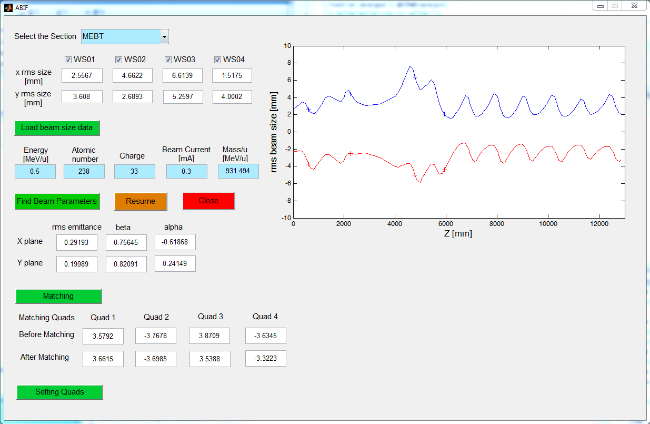 ABIF
Select the Section MEBT
WS01 WS02 WS03 WS04
x rms size [mm] 2.5567 4.6622 6.6139 1.5175
y rms size [mm] 3.608 2.6893 5.2597 4.0002
Load beam size data
Energy [MeV/u] Atomic number Charge Beam Current [mA] Mass/u [MeV/u]
0.5 238 33 0.3 931.494
Find Beam Parameters Resume Close
rms emittance beta alpha
X plane 0.29193 0.75645 -0.61868
Y plane 0.19989 0.82091 0.24149
Matching
Matching Quads Quad 1 Quad 2 Quad 3 Quad 4
Before Matching 3.5792 -3.7678 3.8709 -3.6345
After Matching 3.6615 -3.6985 3.5388 -3.3223
Setting Quads
rms beam size [mm]
10
8
6
4
2
0
-2
-4
-6
-8
-10
0 2000 4000 6000 8000 10000 12000
Z [mm]